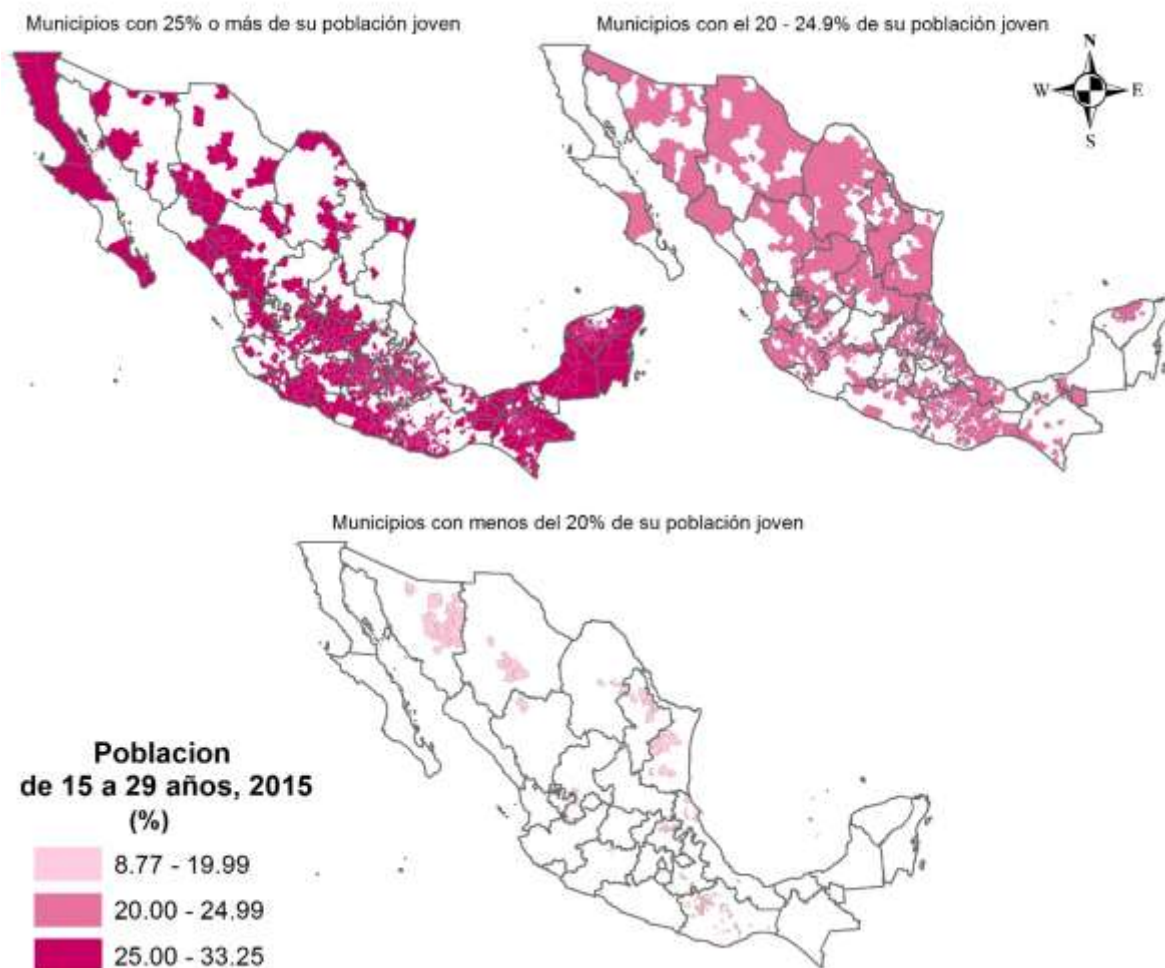 Municipios con 25% o más de su población joven
Municipios con el 20 - 24.9% de su población joven
N
W E
S
Municipios con menos del 20% de su población joven
Poblacion
de 15 a 29 años, 2015
(%)
8.77 - 19.99
20.00 - 24.99
25.00 - 33.25